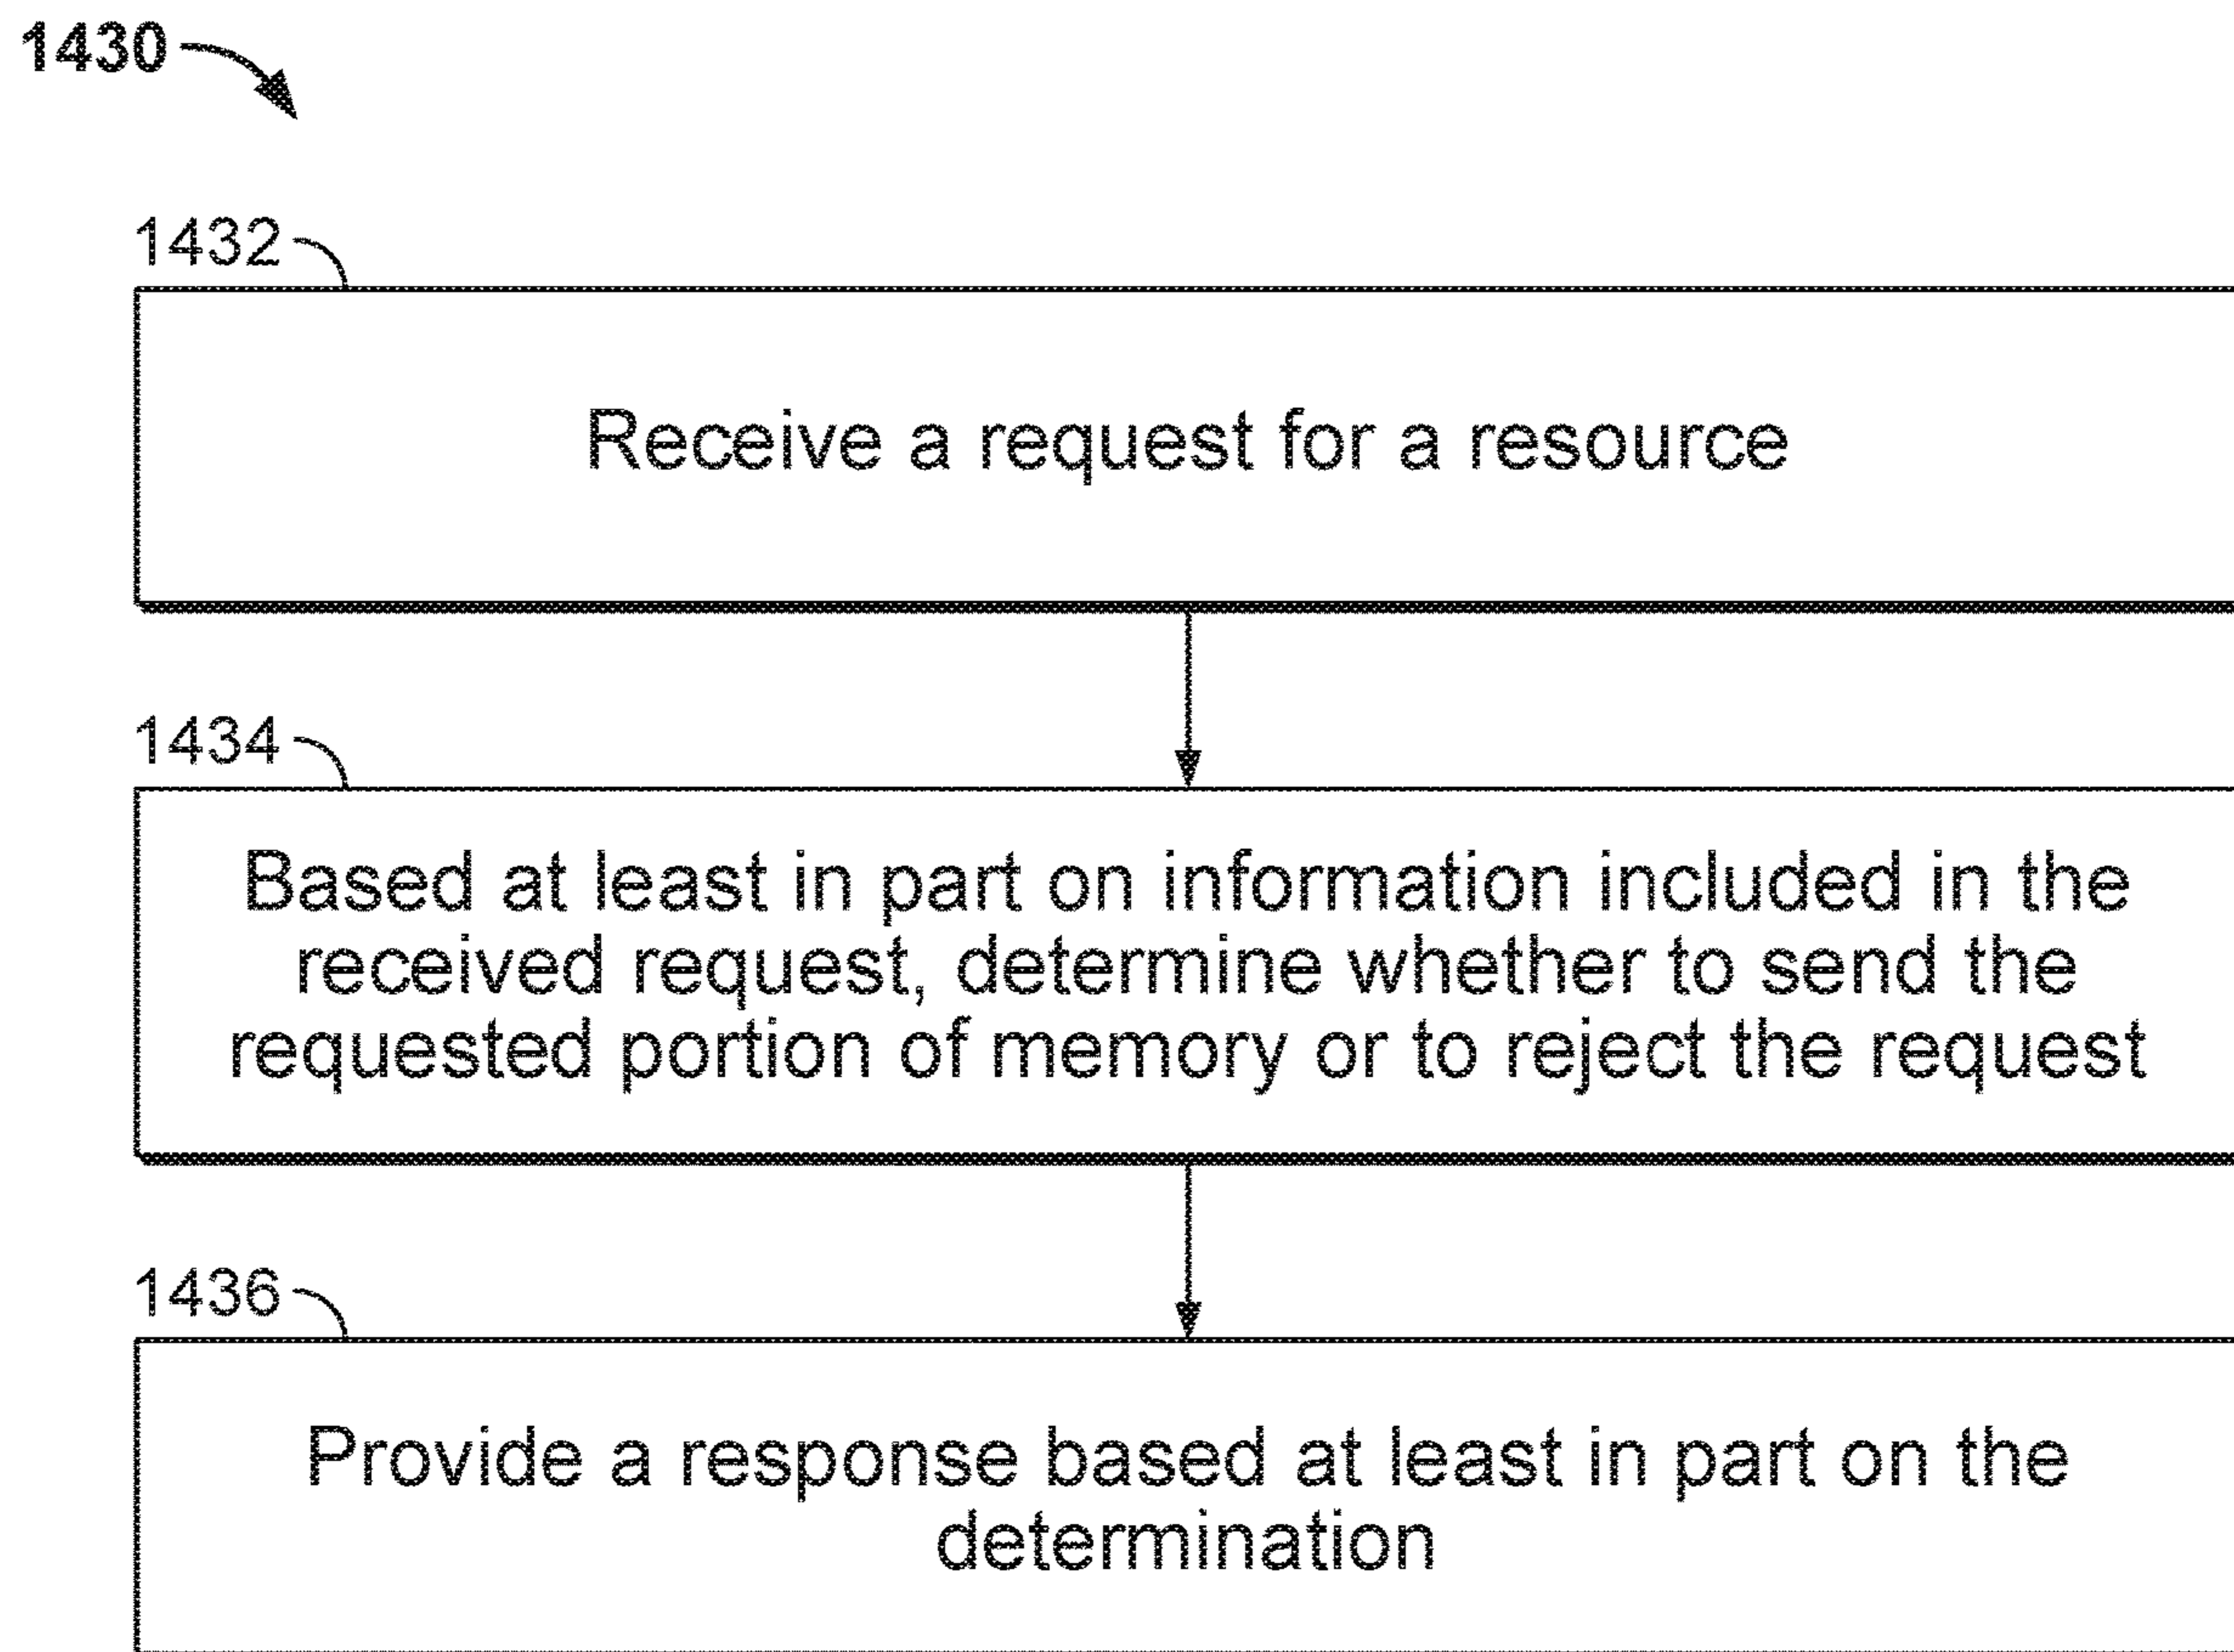 1430
1432
Receive a request for a resource
1434
Based at least in part on information included in the
received request, determine whether to send the
requested portion of memory or to reject the request
1436
Provide a response based at least in part on the
determination